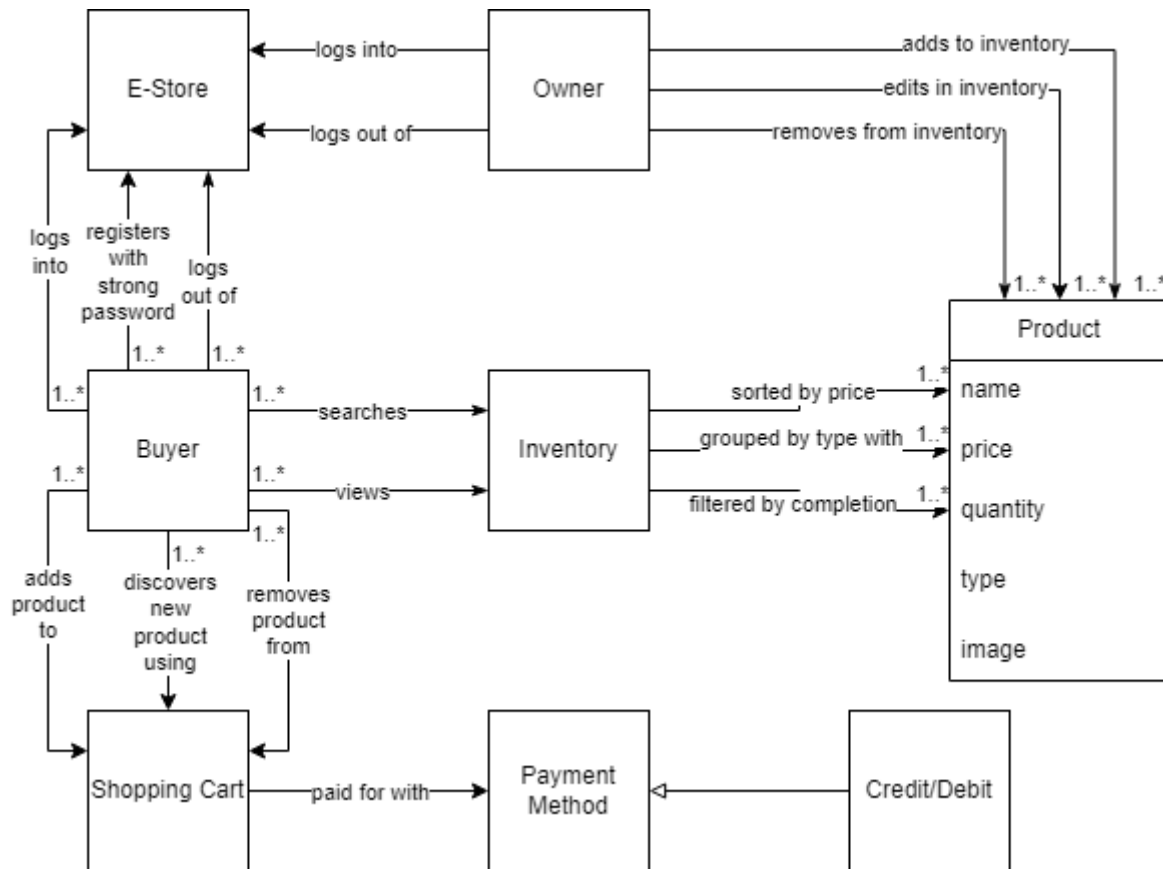 E-Store
logs into
Owner
adds to inventory
edits in inventory
logs out of
removes from inventory
logs
into
registers
with
strong
password
logs
out of
1..*
1..*
1..*
1..*
1..*
Product
1..*
1..*
Buyer
1..*
searches
Inventory
sorted by price
1..*
name
grouped by type with
1..*
price
1..*
1..*
views
filtered by completion
1..*
quantity
1..*
1..*
type
adds
product
to
discovers
new
product
using
removes
product
from
image
Shopping Cart
paid for with
Payment
Method
Credit/Debit